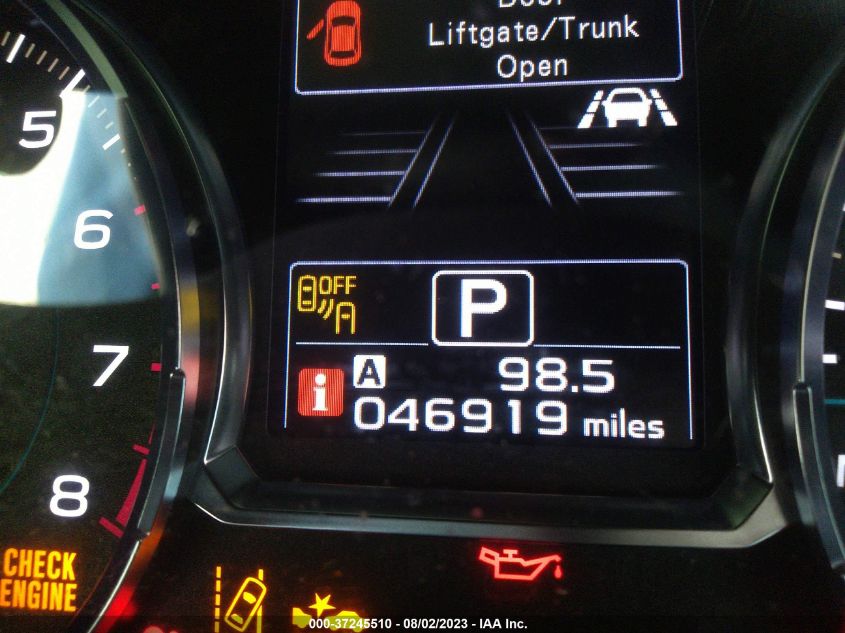 Door
Liftgate/Trunk
Open
5
6
7
8
OFF
P
i
A 98.5
046919 miles
CHECK
ENGINE
000-37245510 - 08/02/2023 - IAA Inc.